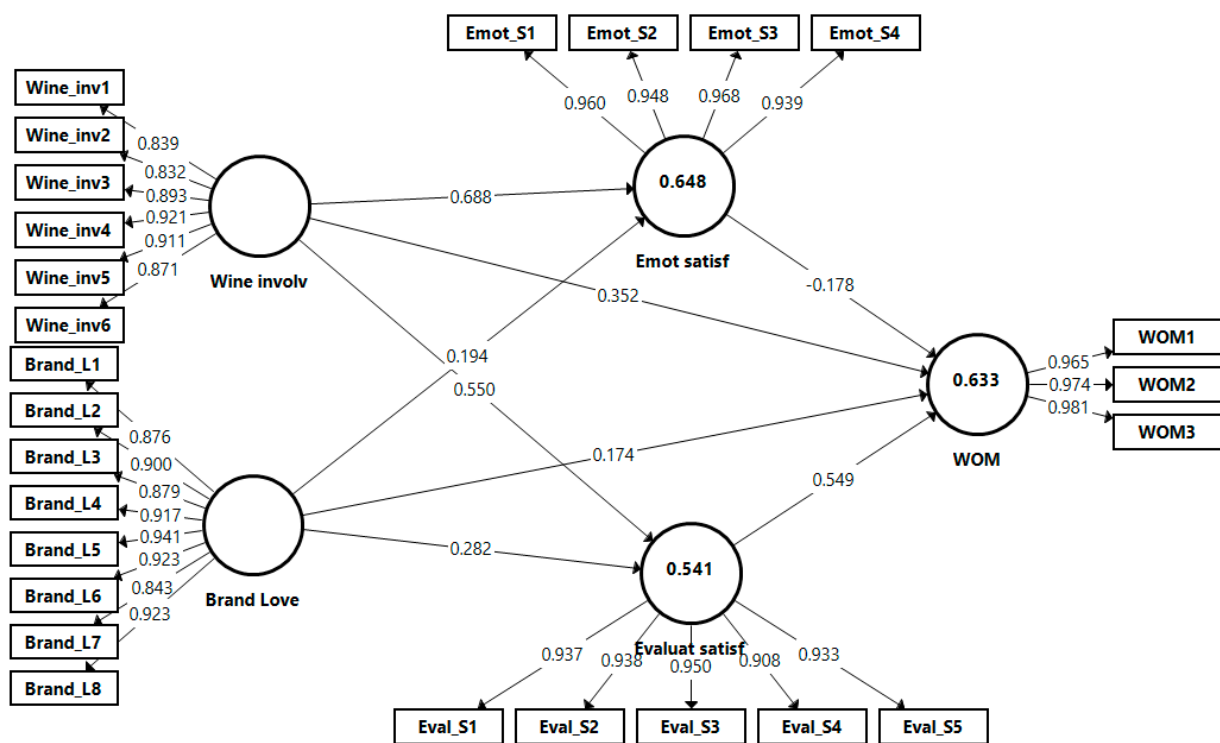 Emot_S1 Emot_S2 Emot_S3 Emot_S4
0.960 0.948 0.968 0.939
Wine_inv1
Wine_inv2
Wine_inv3
Wine_inv4
Wine_inv5
Wine_inv6
0.839
0.832
0.893
0.921
0.911
0.871
Wine involv
0.688
0.648
Emot satisf
0.352
-0.178
0.194
0.550
Brand_L1
Brand_L2
Brand_L3
Brand_L4
Brand_L5
Brand_L6
Brand_L7
Brand_L8
0.876
0.900
0.879
0.917
0.941
0.923
0.843
0.923
Brand Love
0.174
0.282
0.633
WOM
0.965
0.974
0.981
WOM1
WOM2
WOM3
0.549
0.541
Evaluat satisf
0.937 0.938 0.950 0.908 0.933
Eval_S1 Eval_S2 Eval_S3 Eval_S4 Eval_S5